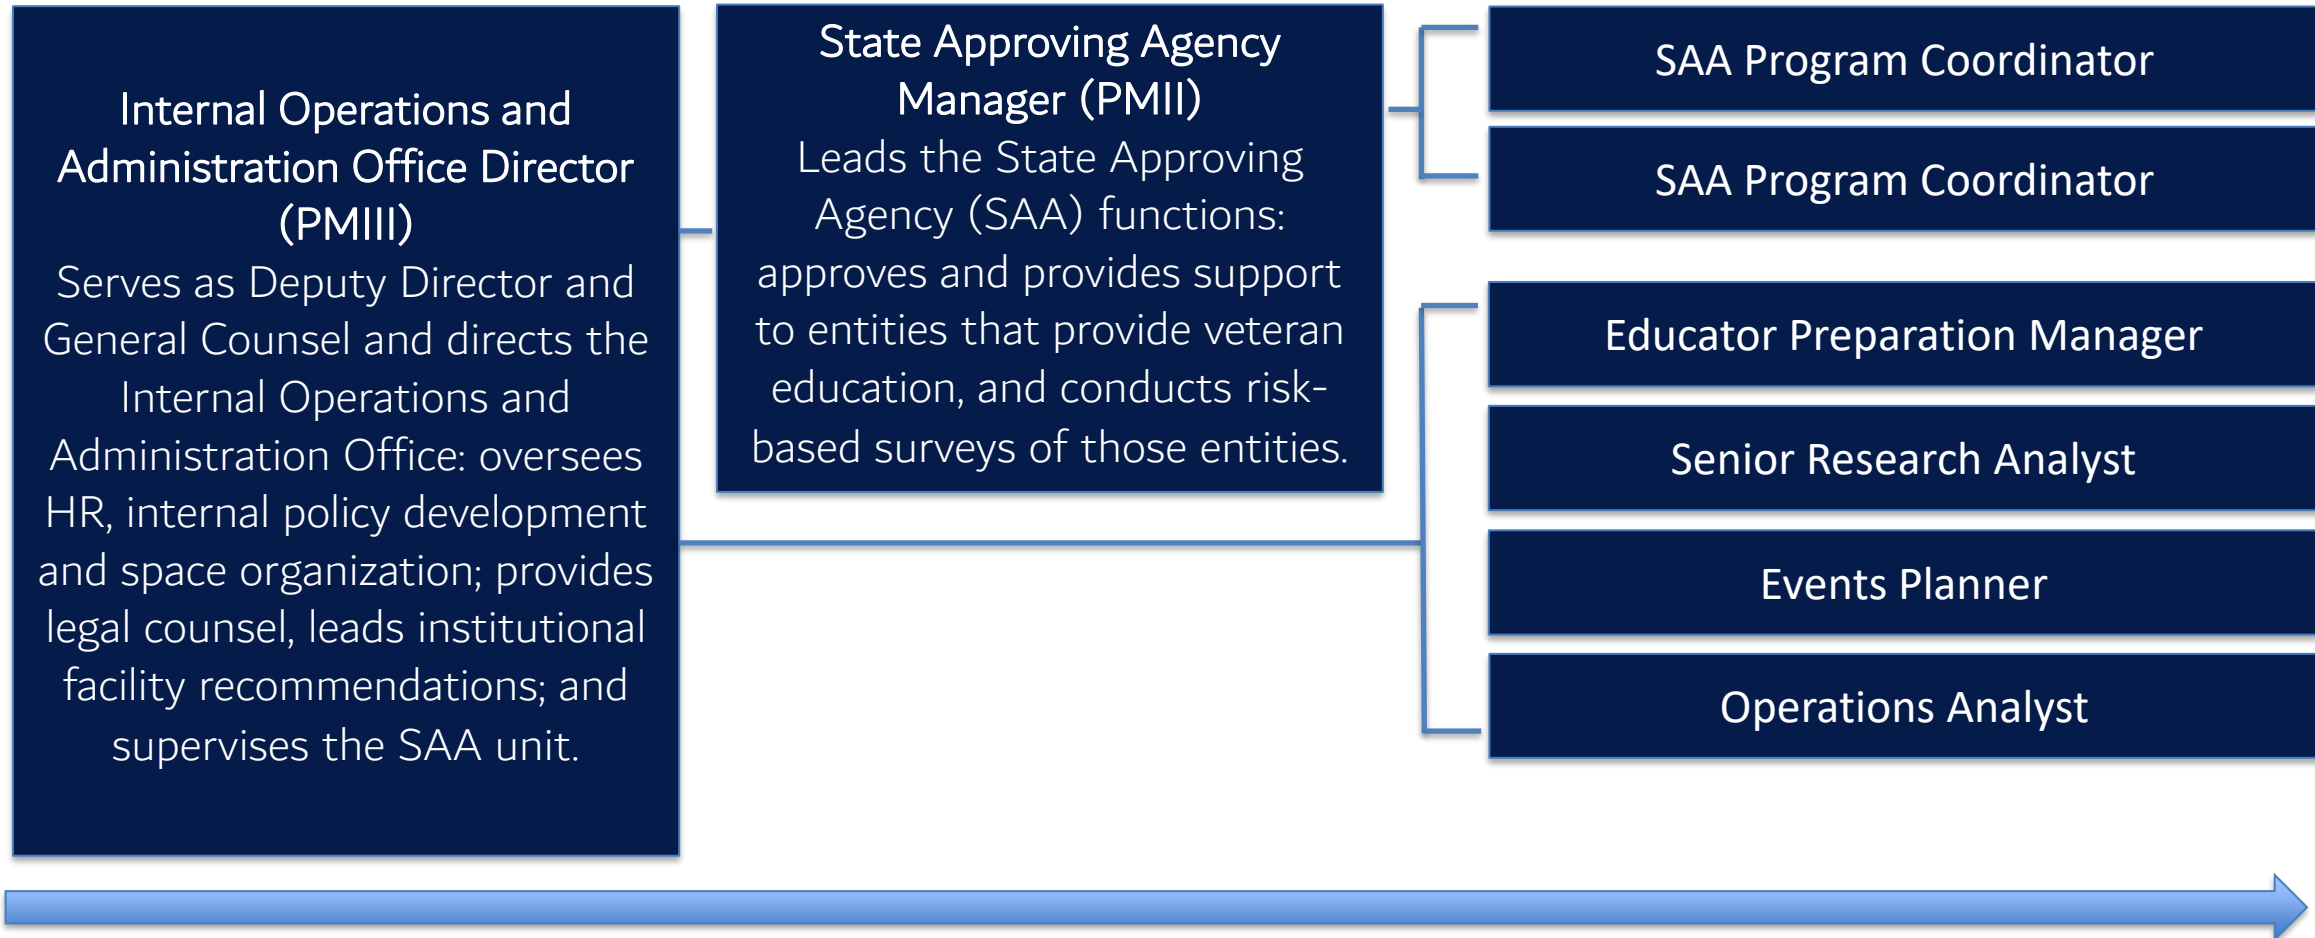 Internal Operations and
Administration Office Director
(PMIII)
Serves as Deputy Director and
General Counsel and directs the
Internal Operations and
Administration Office: oversees
HR, internal policy development
and space organization; provides
legal counsel, leads institutional
facility recommendations; and
supervises the SAA unit.
State Approving Agency
Manager (PMII)
Leads the State Approving
Agency (SAA) functions:
approves and provides support
to entities that provide veteran
education, and conducts risk-
based surveys of those entities.
SAA Program Coordinator
SAA Program Coordinator
Educator Preparation Manager
Senior Research Analyst
Events Planner
Operations Analyst